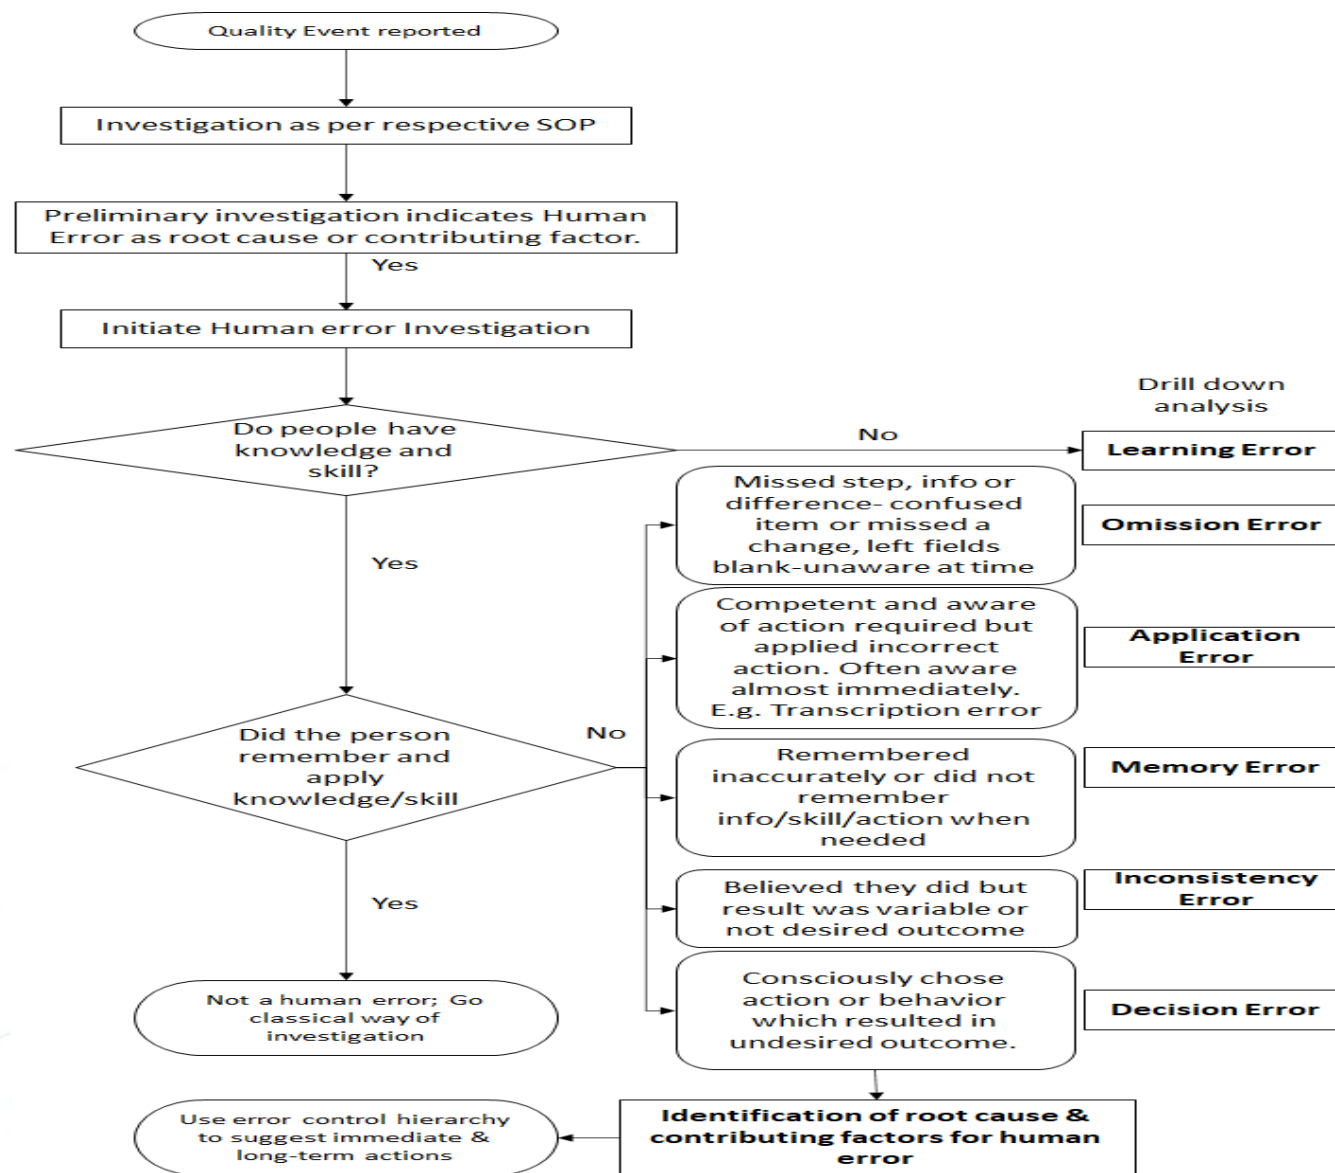 Quality Event reported
Investigation as per respective SOP
Preliminary investigation indicates Human
Error as root cause or contributing factor.
Yes
Initiate Human error Investigation
Drill down
analysis
Do people have
knowledge and
skill?
No
Learning Error
Missed step, info or
difference- confused
item or missed a
change, left fields
blank-unaware at time
Omission Error
Yes
Competent and aware
of action required but
applied incorrect
action. Often aware
almost immediately.
E.g. Transcription error
Application
Error
Did the person
remember and
apply
knowledge/skill
No
Remembered
inaccurately or did not
remember
info/skill/action when
needed
Memory Error
Believed they did but
result was variable or
not desired outcome
Inconsistency
Error
Yes
Consciously chose
action or behavior
which resulted in
undesired outcome.
Decision Error
Not a human error; Go
classical way of
investigation
Identification of root cause &
contributing factors for human
error
Use error control hierarchy
to suggest immediate &
long-term actions